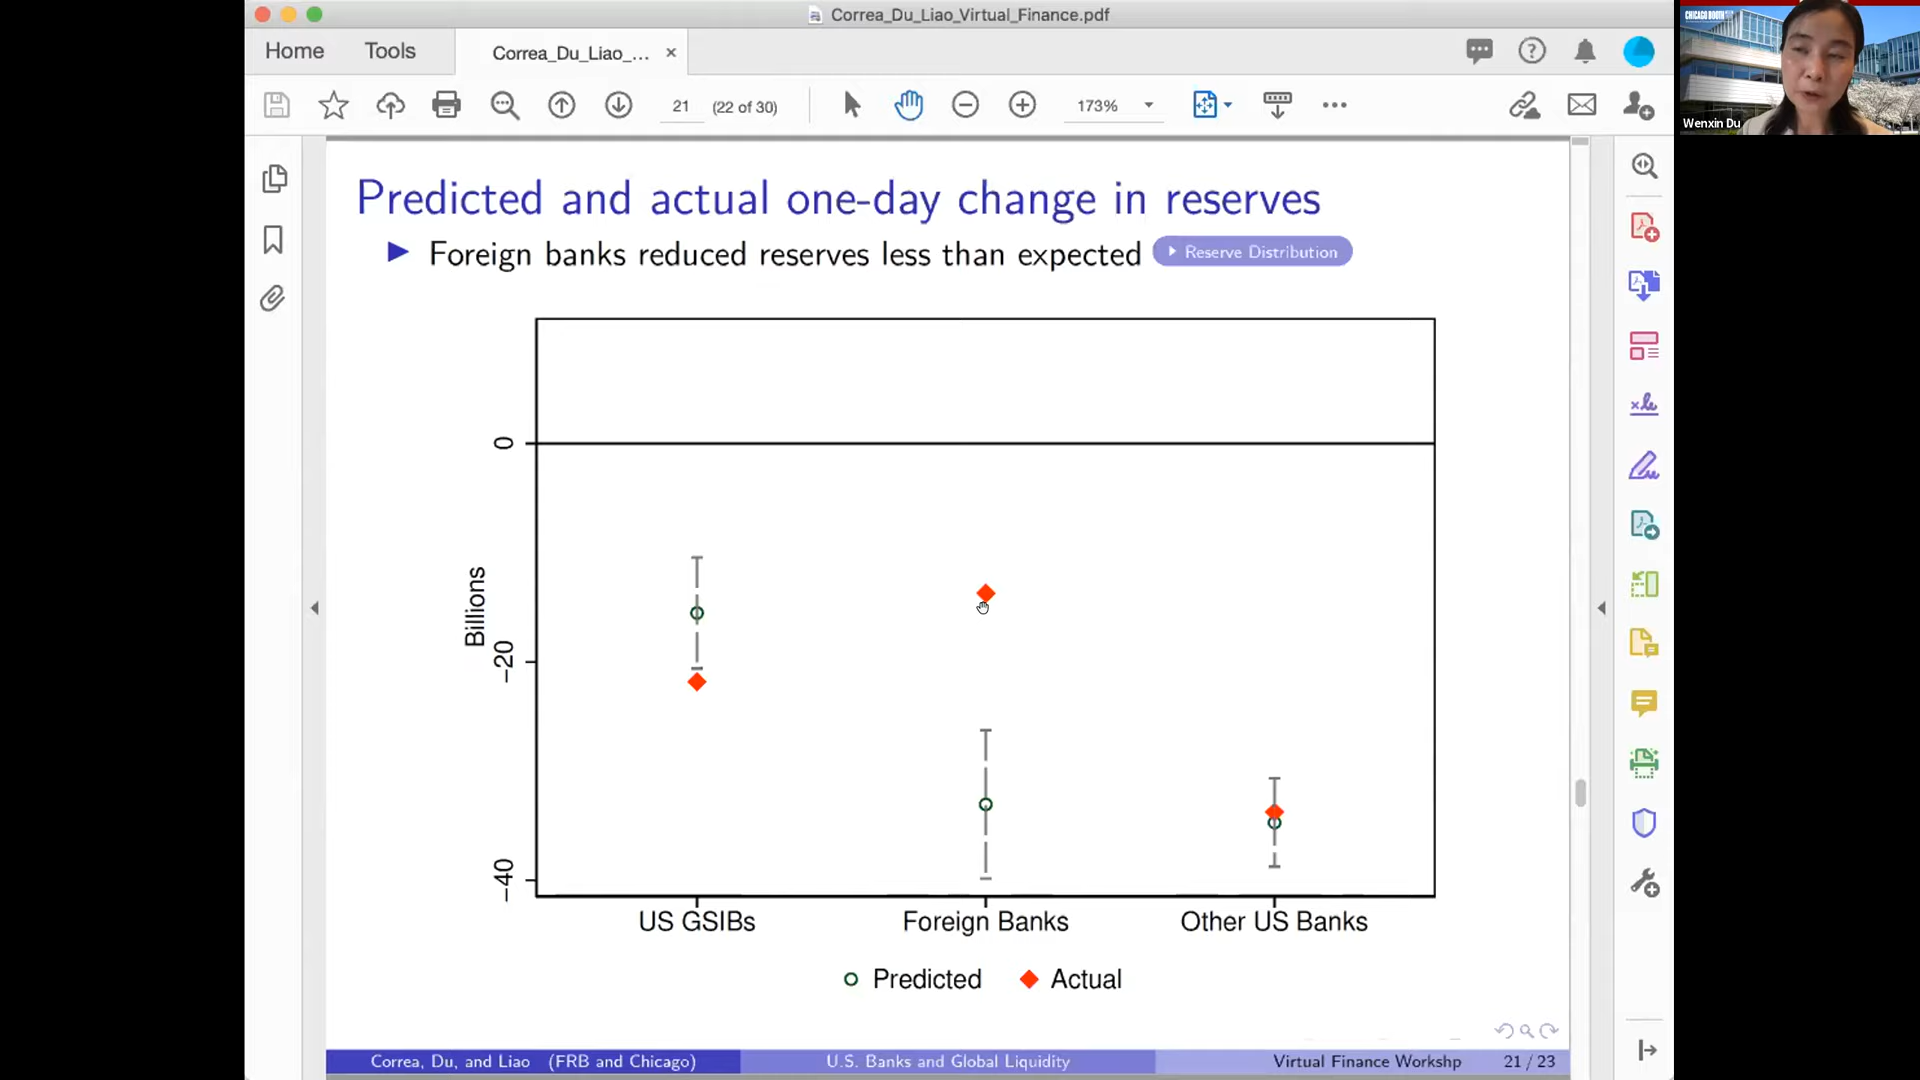 Correa_Du_Liao_Virtual_Finance.pdf
Home Tools Correa_Du_Liao_... ×
21 (22 of 30) 173%
CHICAGO BOOTH
Wenxin Du
Predicted and actual one-day change in reserves
Foreign banks reduced reserves less than expected Reserve Distribution
0
-20
-40
Billions
US GSIBs Foreign Banks Other US Banks
Predicted Actual
Correa, Du, and Liao (FRB and Chicago) U.S. Banks and Global Liquidity Virtual Finance Workshp 21 / 23